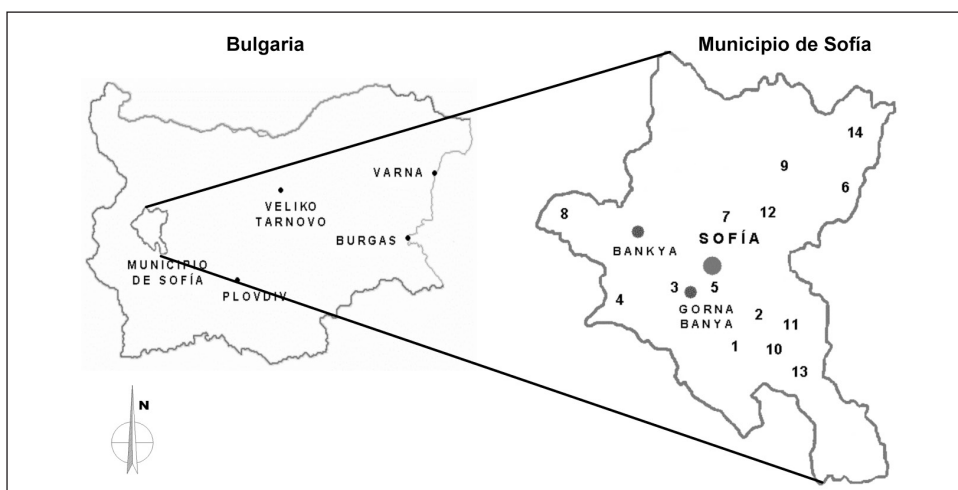 Bulgaria
Municipio de Sofía
VARNA
VELIKO
TARNOVO
BURGAS
MUNICIPIO
DE SOFÍA
PLOVDIV
N
14
9
6
8
7
12
SOFÍA
BANKYA
3
5
4
GORNA
BANYA
2
11
1
10
13